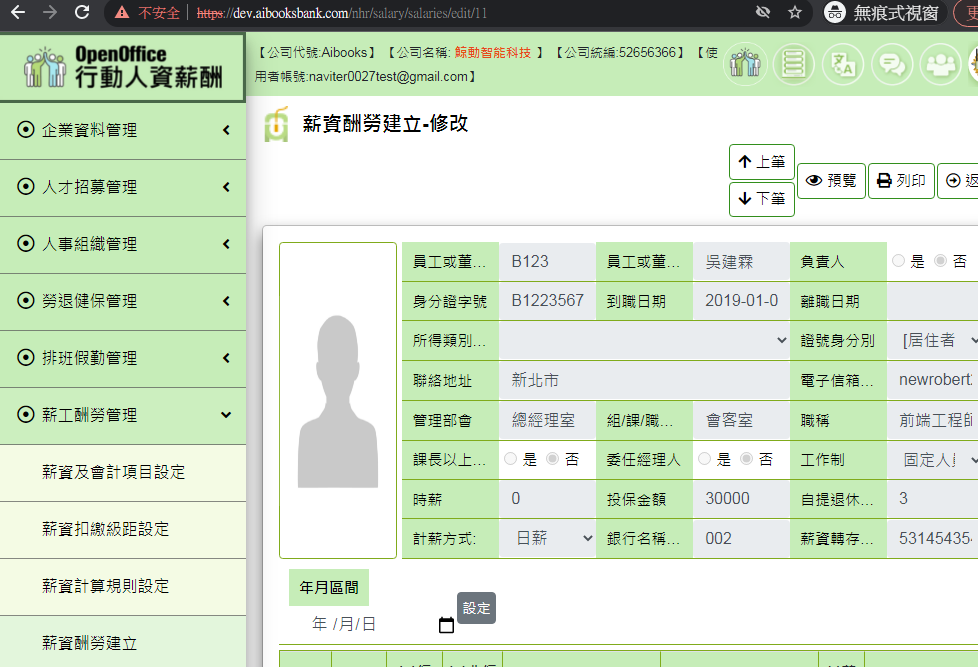 不安全 https://dev.aibooksbank.com/nhr/salary/salaries/edit/11 無痕式視窗
OpenOffice
行動人資薪酬
【公司代號:Aibooks】 【公司名稱: 鯨動智能科技 】 【公司統編:52656366】 【使
用者帳號:naviter0027test@gmail.com】
企業資料管理
人才招募管理
人事組織管理
勞退健保管理
排班假勤管理
薪工酬勞管理
薪資及會計項目設定
薪資扣繳級距設定
薪資計算規則設定
薪資酬勞建立
薪資酬勞建立-修改
上筆
下筆
預覽
列印
返
員工或董... B123 員工或董... 吳建霖 負責人 是 否
身分證字號 B1223567 到職日期 2019-01-0 離職日期
所得類別... 證號身分別 [居住者
聯絡地址 新北市 電子信箱... newrobert
管理部會 總經理室 組/課/職... 會客室 職稱 前端工程師
課長以上... 是 否 委任經理人 是 否 工作制 固定人員
時薪 0 投保金額 30000 自提退休... 3
計薪方式: 日薪 銀行名稱... 002 薪資轉存... 53145435
年月區間
年 /月/日
設定